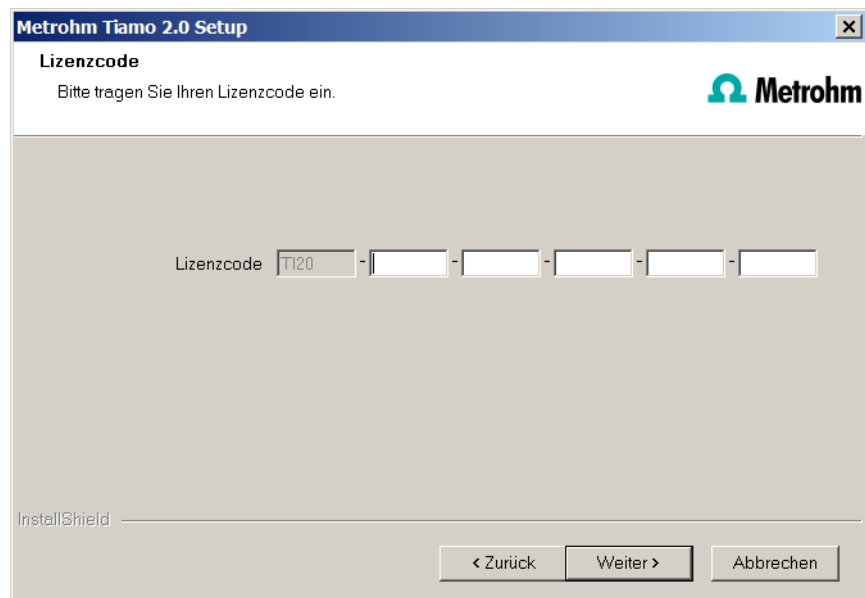 Metrohm Tiamo 2.0 Setup
Lizenzcode
Bitte tragen Sie Ihren Lizenzcode ein.
Metrohm
Lizenzcode TI20 - - - - -
InstallShield
< Zurück Weiter > Abbrechen